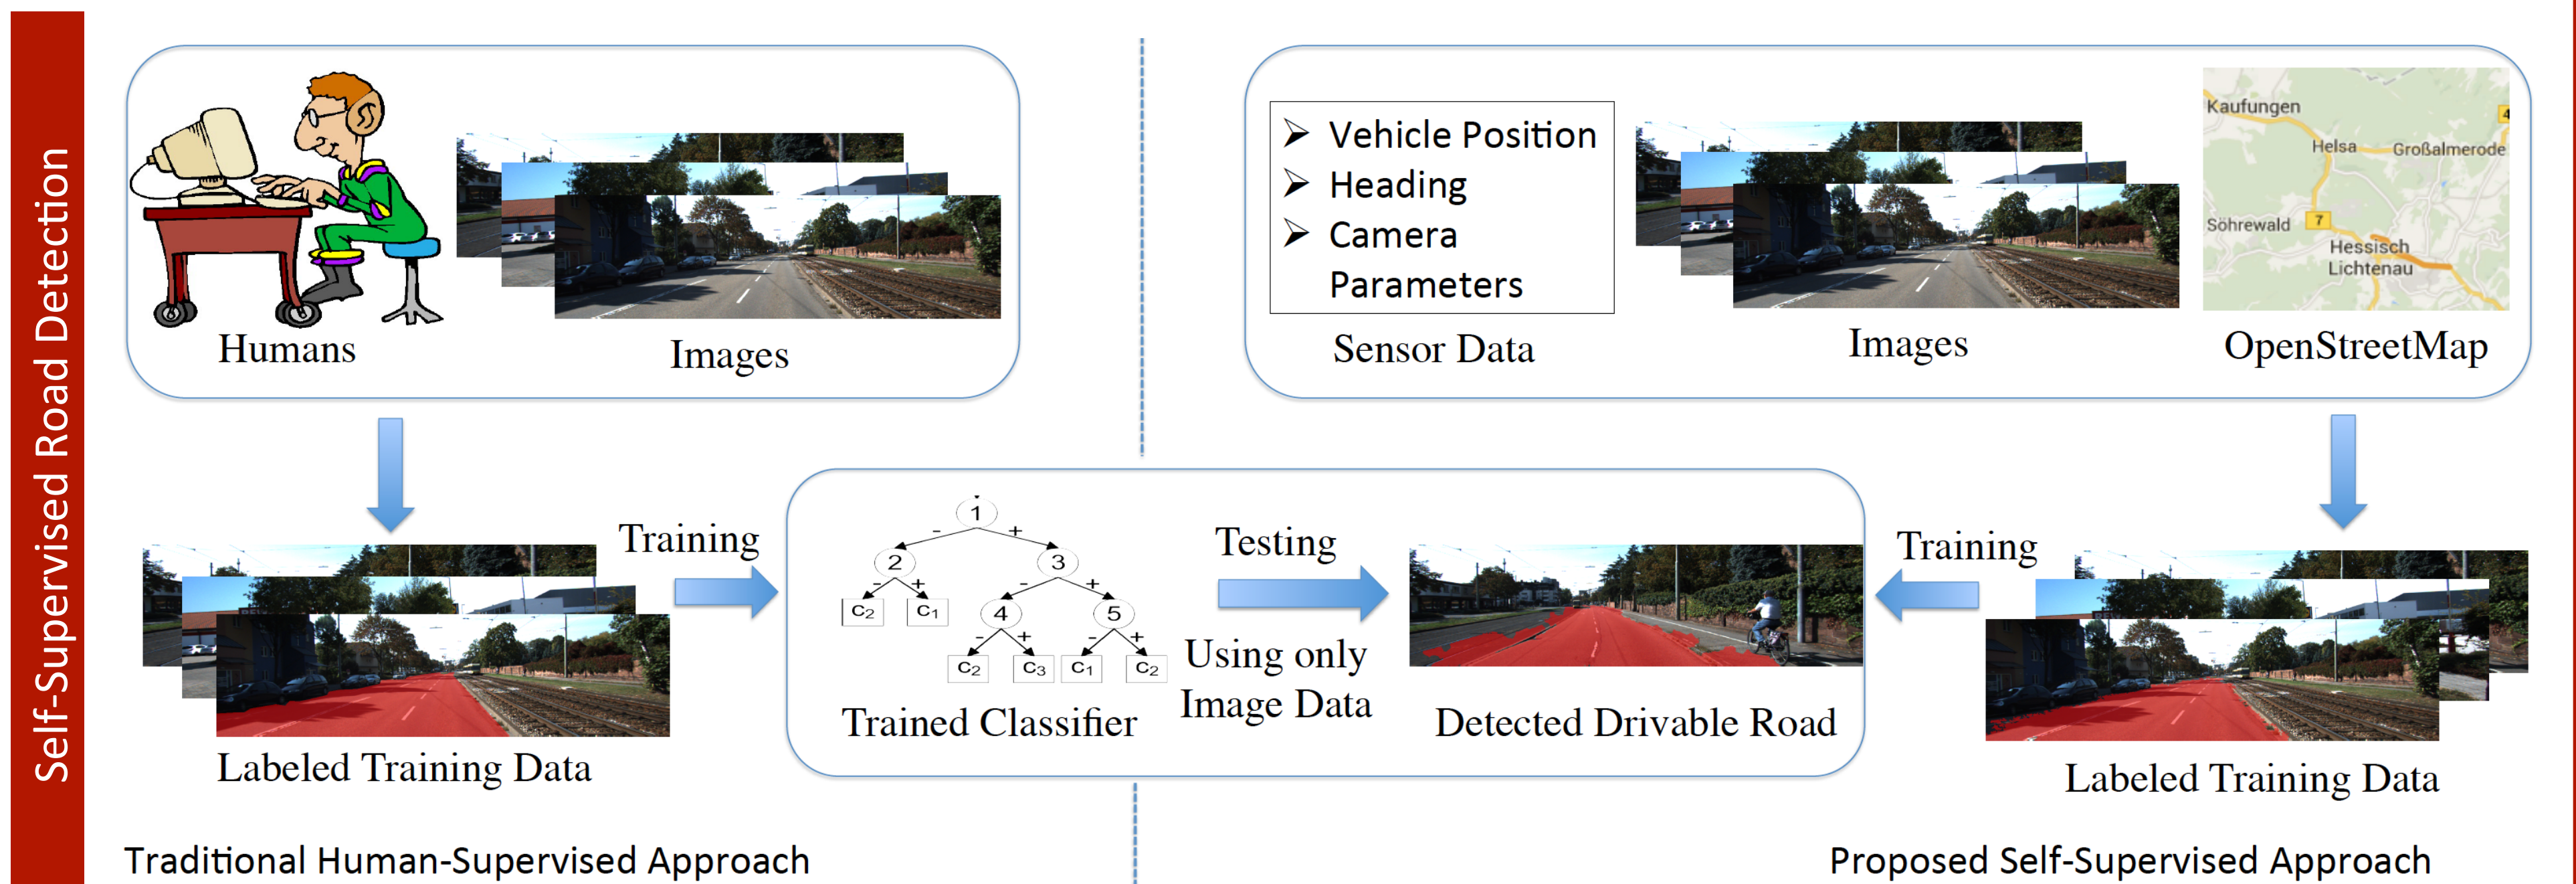 Self-Supervised Road Detection
Humans
Images
➢ Vehicle Position
➢ Heading
➢ Camera
Parameters
Sensor Data
Images
Kaufungen
4
Helsa
Großalmerode
Söhrewald
7
Hessisch
Lichtenau
OpenStreetMap
Labeled Training Data
Training
1
- +
2
3
- +
- +
c₂
c₁
4
5
- +
- +
c₂
c₃
c₁
c₂
Trained Classifier
Testing
Using only
Image Data
Detected Drivable Road
Training
Labeled Training Data
Traditional Human-Supervised Approach
Proposed Self-Supervised Approach